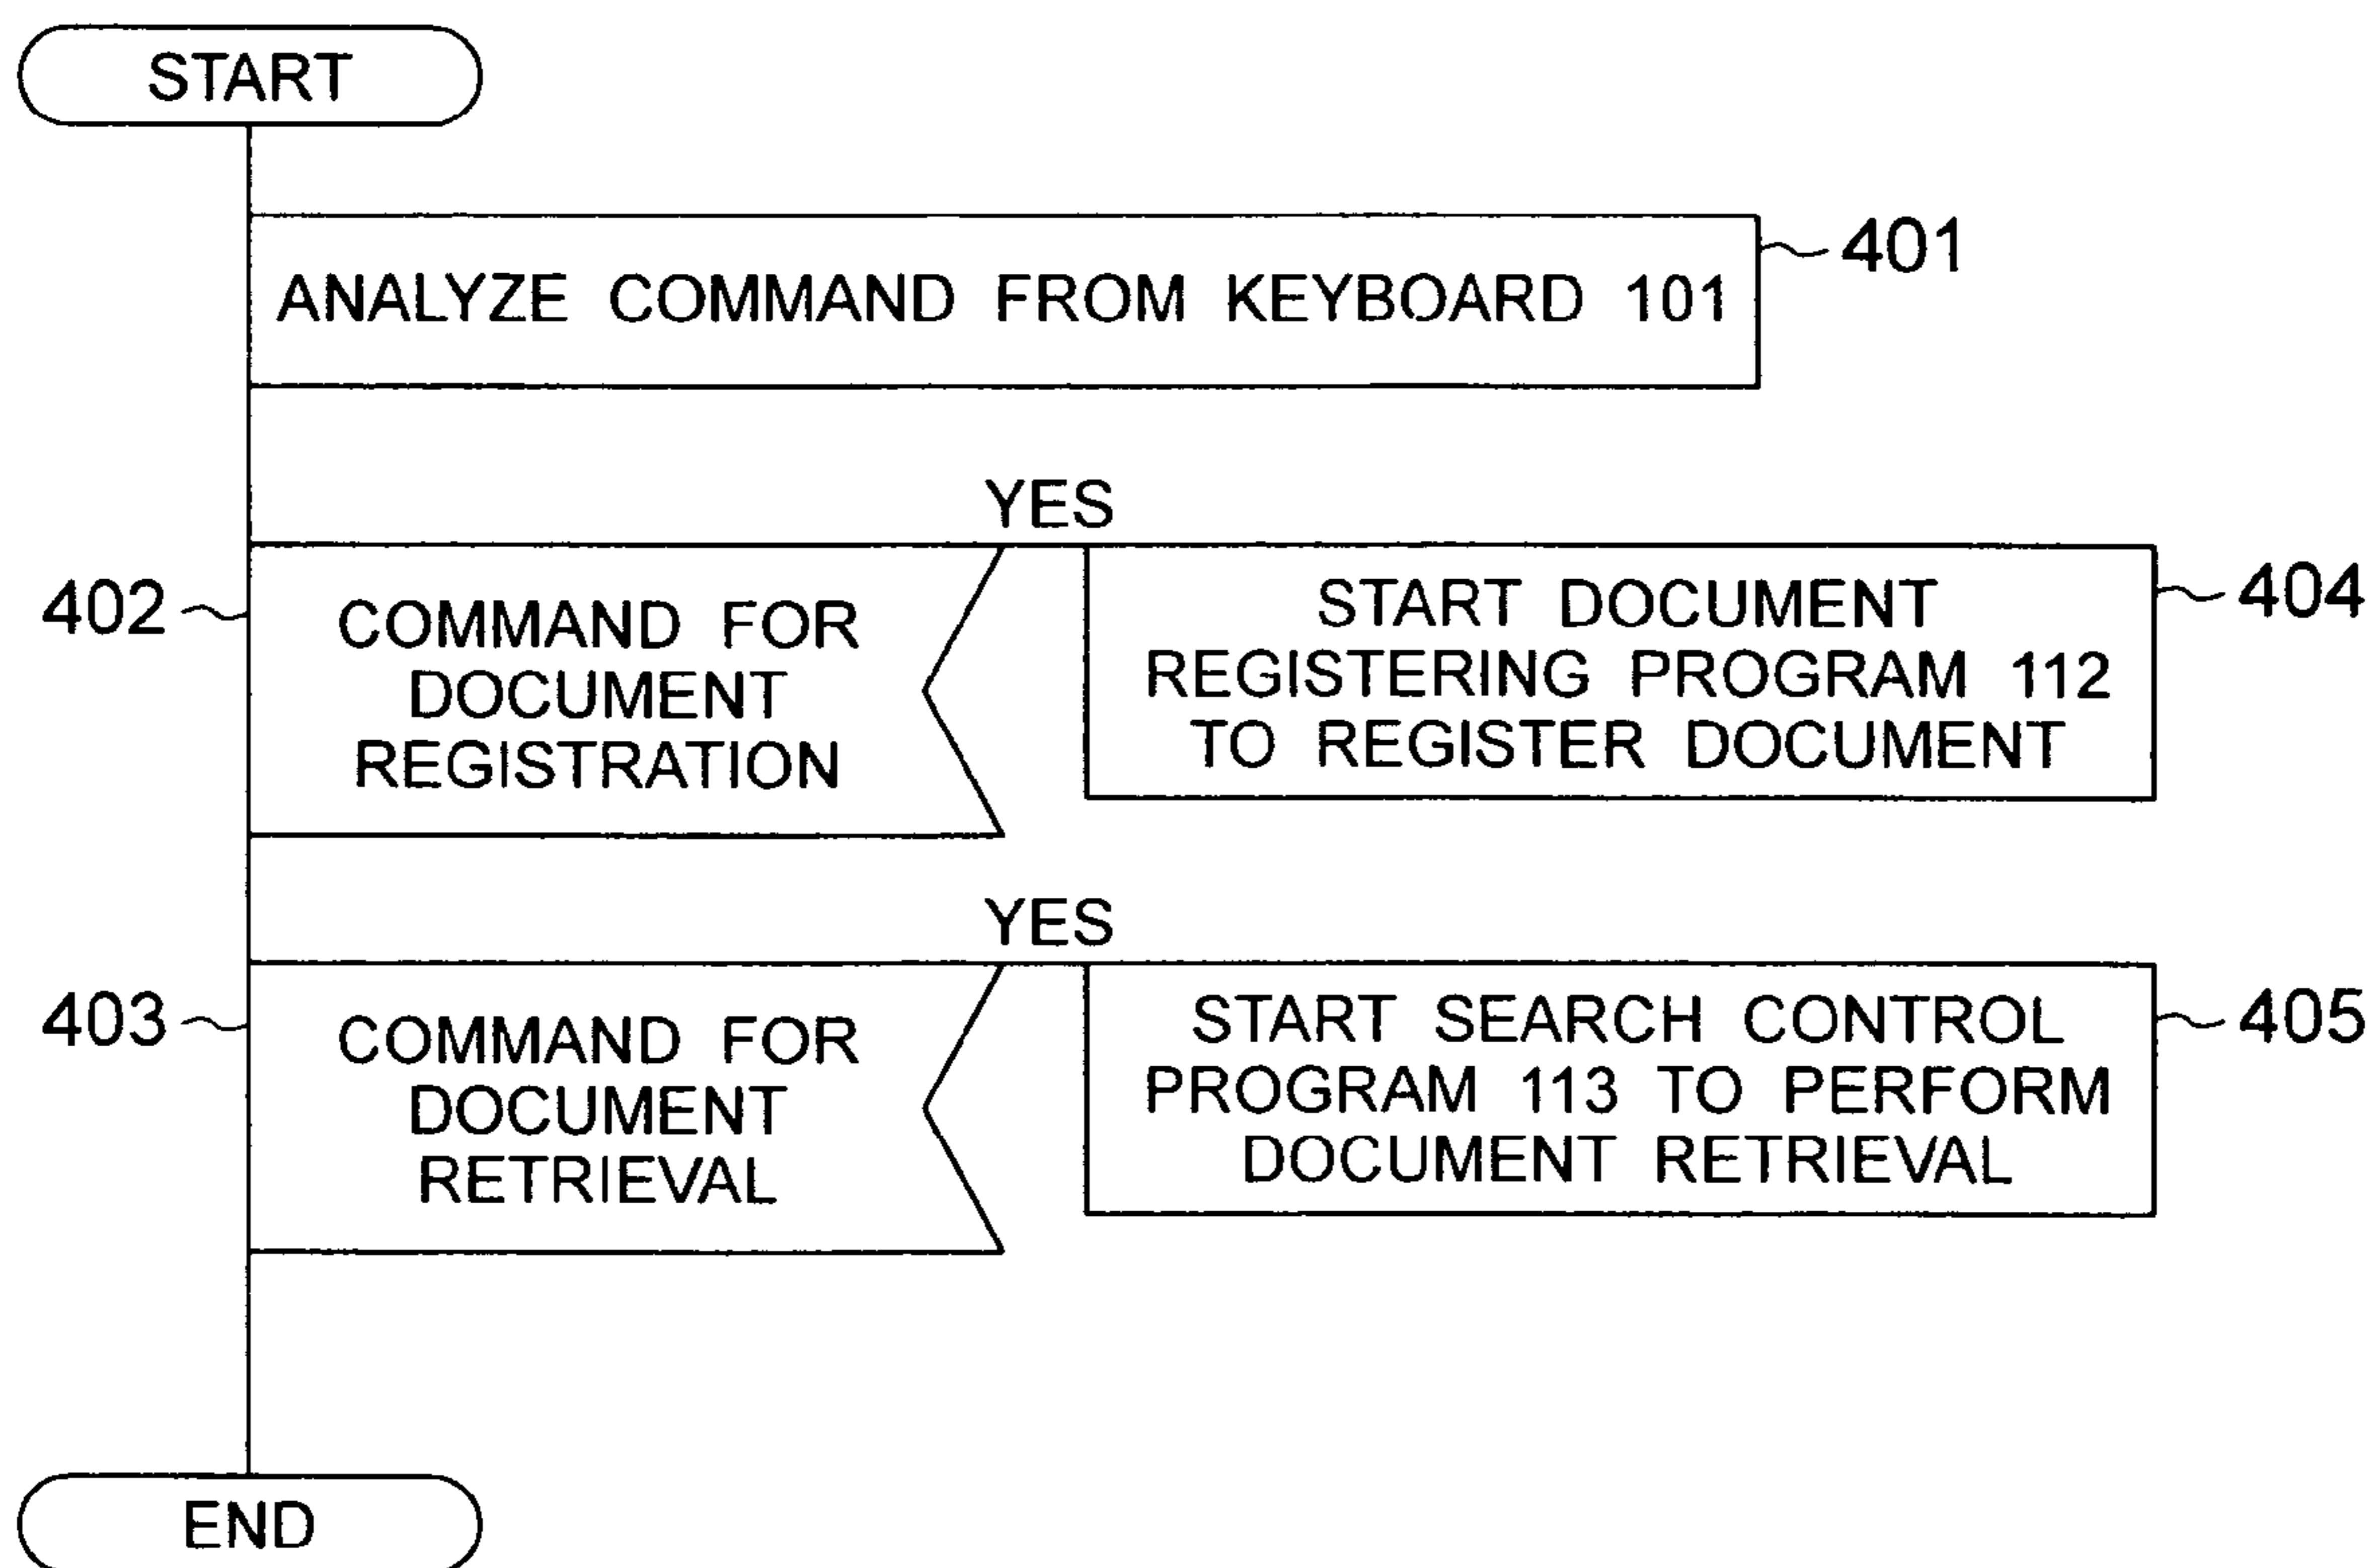 START
401
ANALYZE COMMAND FROM KEYBOARD 101
YES
402
COMMAND FOR
DOCUMENT
REGISTRATION
START DOCUMENT
REGISTERING PROGRAM 112
TO REGISTER DOCUMENT
404
YES
403
COMMAND FOR
DOCUMENT
RETRIEVAL
START SEARCH CONTROL
PROGRAM 113 TO PERFORM
DOCUMENT RETRIEVAL
405
END